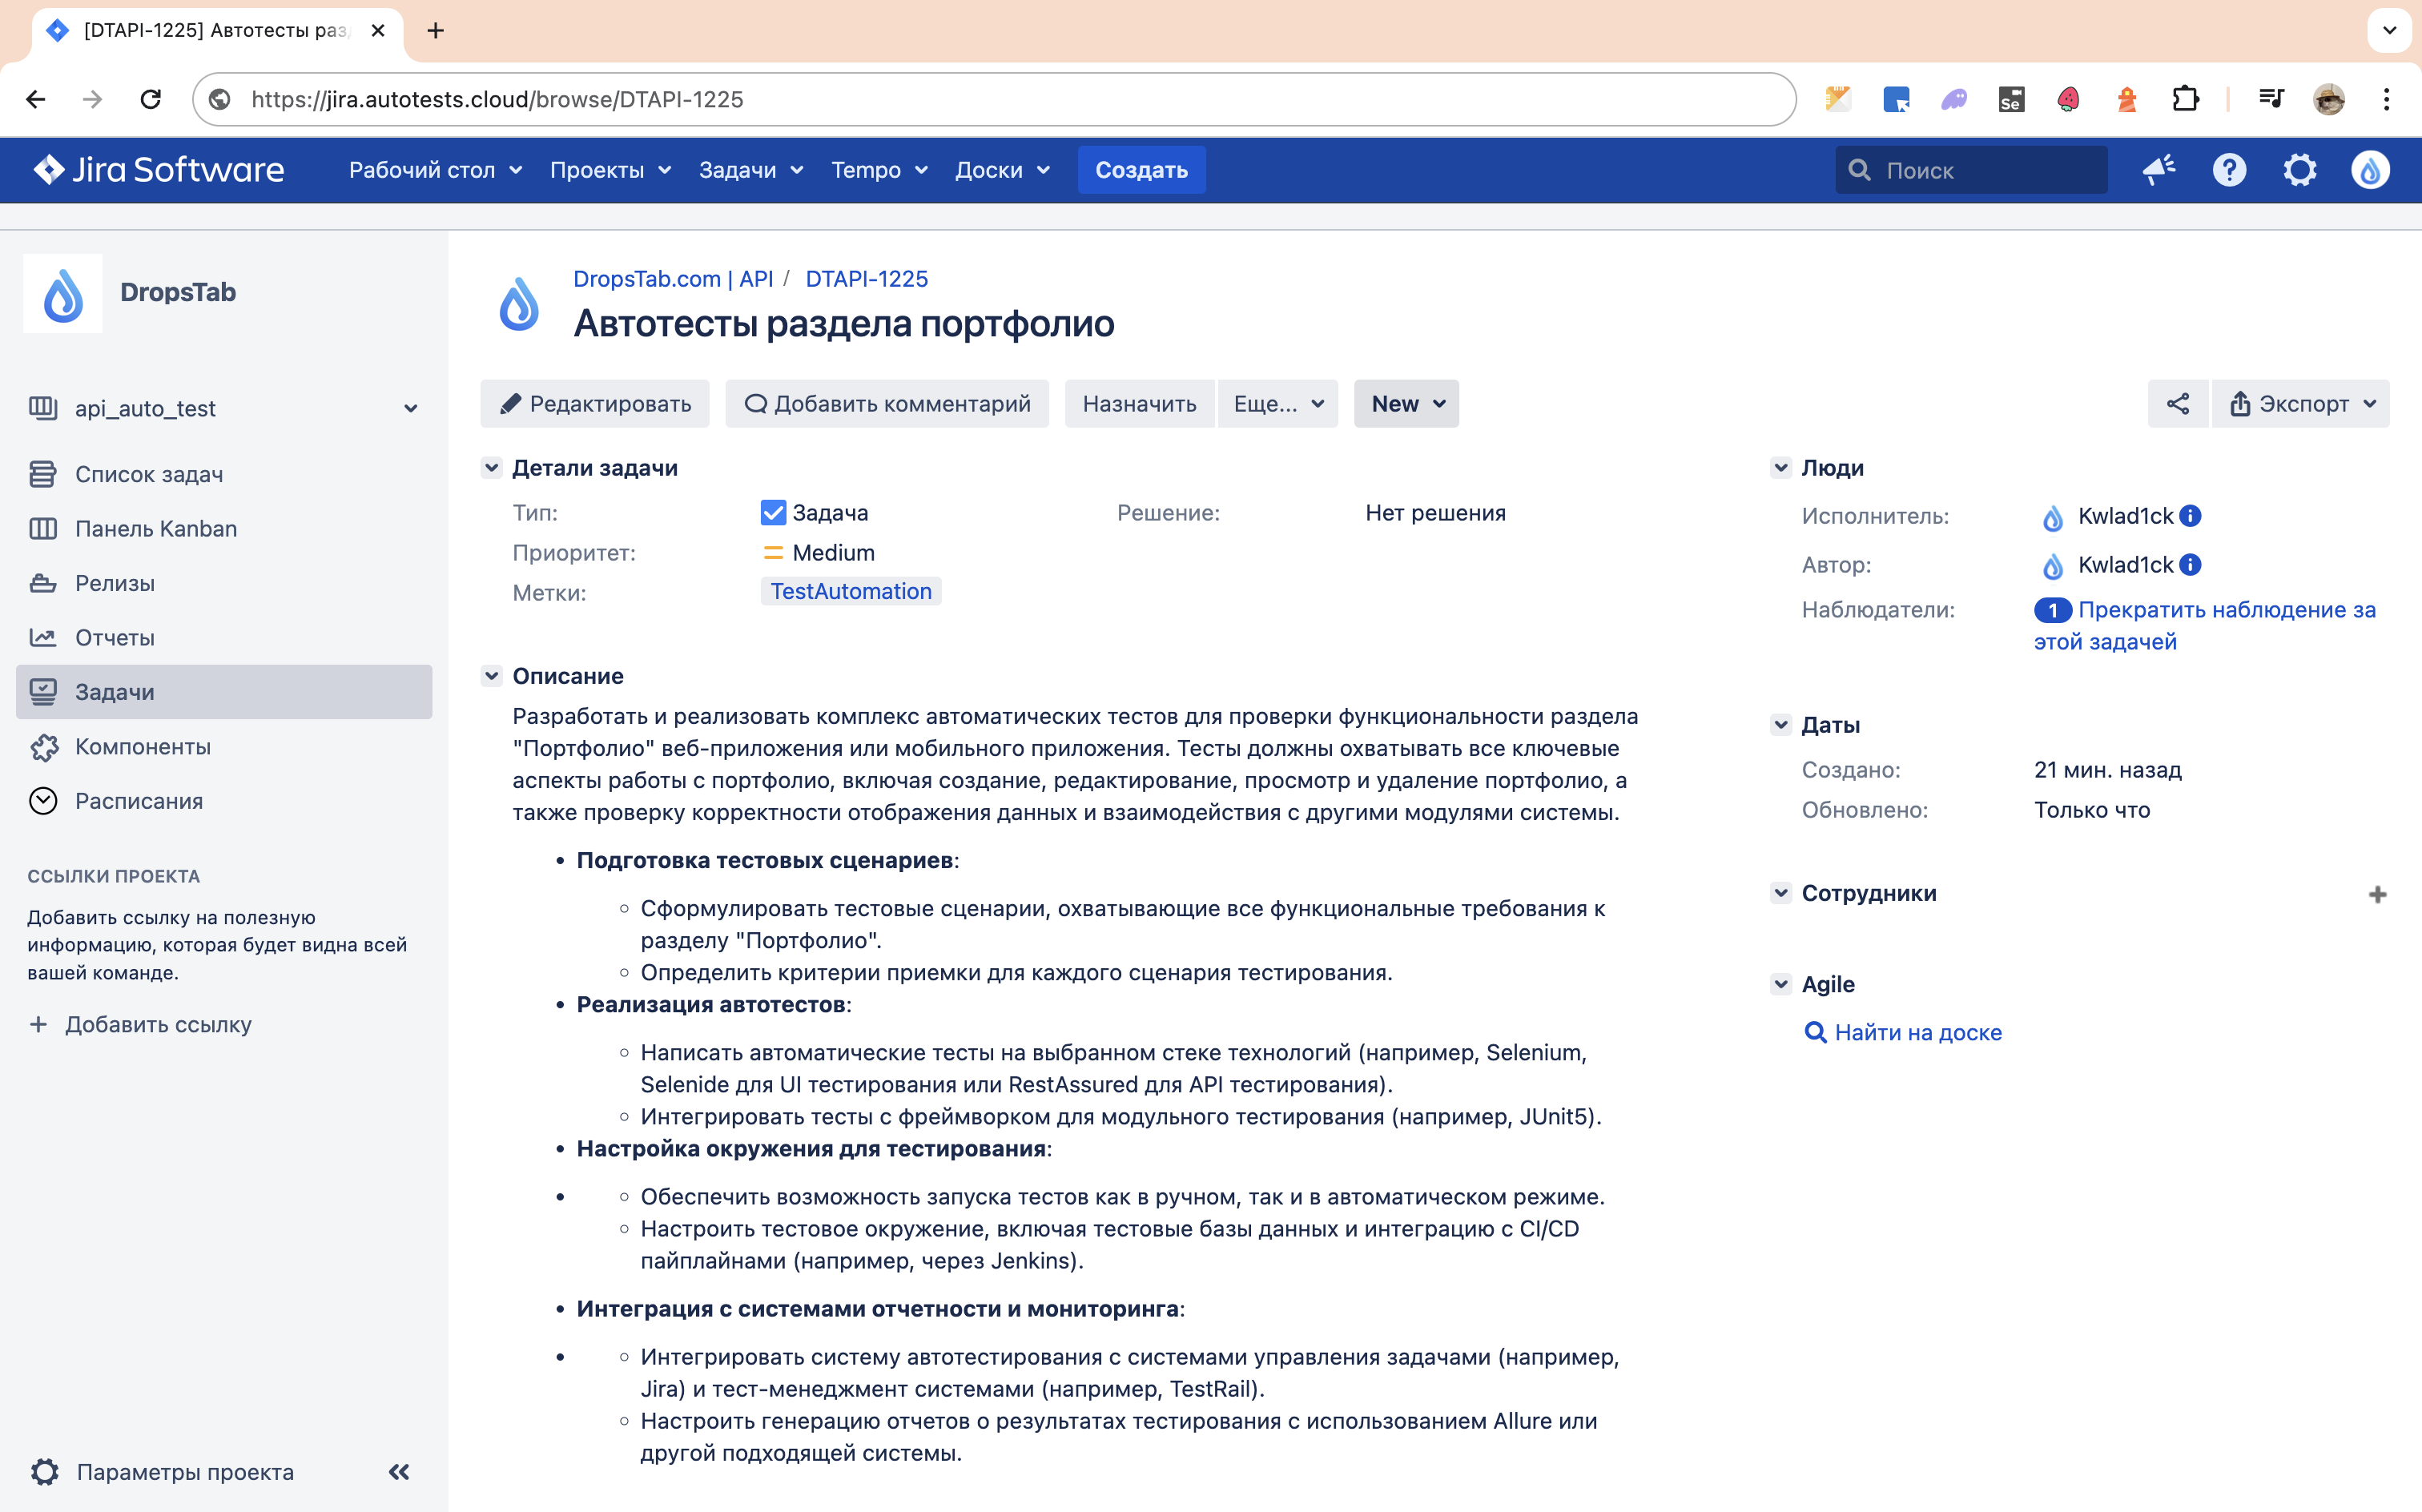 [DTAPI-1225] Автотесты раз
https://jira.autotests.cloud/browse/DTAPI-1225
Se
Jira Software
Рабочий стол
Проекты
Задачи
Tempo
Доски
Создать
Поиск
DropsTab
api_auto_test
Список задач
Панель Kanban
Релизы
Отчеты
Задачи
Компоненты
Расписания
ССЫЛКИ ПРОЕКТА
Добавить ссылку на полезную
информацию, которая будет видна всей
вашей команде.
+ Добавить ссылку
Параметры проекта
DropsTab.com | API / DTAPI-1225
Автотесты раздела портфолио
Редактировать
Добавить комментарий
Назначить
Еще...
New
Экспорт
Детали задачи
Тип: Задача
Решение: Нет решения
Приоритет: Medium
Метки: TestAutomation
Описание
Разработать и реализовать комплекс автоматических тестов для проверки функциональности раздела
"Портфолио" веб-приложения или мобильного приложения. Тесты должны охватывать все ключевые
аспекты работы с портфолио, включая создание, редактирование, просмотр и удаление портфолио, а
также проверку корректности отображения данных и взаимодействия с другими модулями системы.
• Подготовка тестовых сценариев:
◦ Сформулировать тестовые сценарии, охватывающие все функциональные требования к
разделу "Портфолио".
◦ Определить критерии приемки для каждого сценария тестирования.
• Реализация автотестов:
◦ Написать автоматические тесты на выбранном стеке технологий (например, Selenium,
Selenide для UI тестирования или RestAssured для API тестирования).
◦ Интегрировать тесты с фреймворком для модульного тестирования (например, JUnit5).
• Настройка окружения для тестирования:
• ◦ Обеспечить возможность запуска тестов как в ручном, так и в автоматическом режиме.
◦ Настроить тестовое окружение, включая тестовые базы данных и интеграцию с CI/CD
пайплайнами (например, через Jenkins).
• Интеграция с системами отчетности и мониторинга:
• ◦ Интегрировать систему автотестирования с системами управления задачами (например,
Jira) и тест-менеджмент системами (например, TestRail).
◦ Настроить генерацию отчетов о результатах тестирования с использованием Allure или
другой подходящей системы.
Люди
Исполнитель: Kwlad1ck
Автор: Kwlad1ck
Наблюдатели: 1 Прекратить наблюдение за
этой задачей
Даты
Создано: 21 мин. назад
Обновлено: Только что
Сотрудники
Agile
Найти на доске